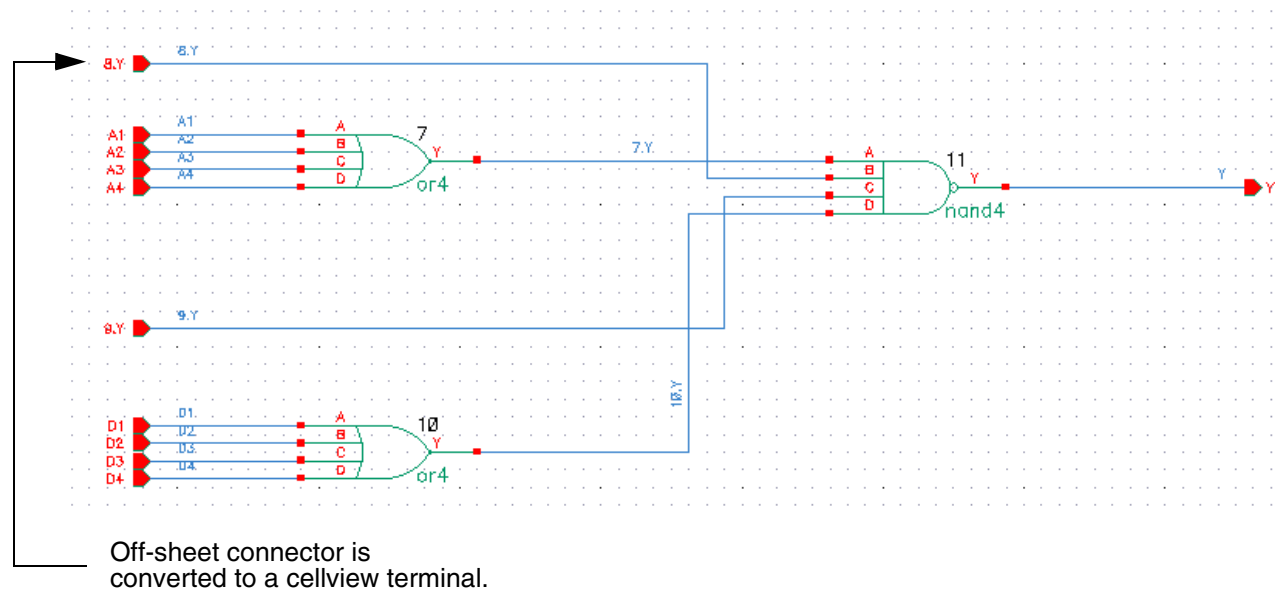 8.Y
8.Y
A1
A2
A3
A4
A1
A2
A3
A4
A
B
C
D
7
Y
or4
7.Y
A
B
C
D
11
Y
nand4
Y
Y
9.Y
9.Y
10.Y
D1
D2
D3
D4
D1
D2
D3
D4
A
B
C
D
10
Y
or4
Off-sheet connector is
converted to a cellview terminal.